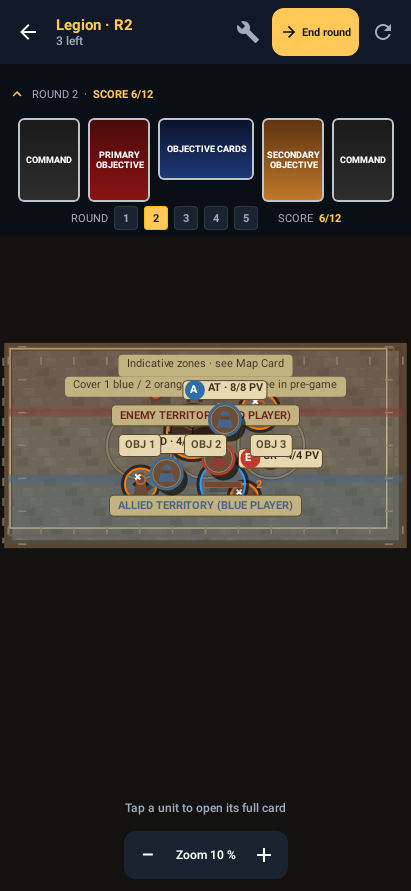 Legion · R2
3 left
End round
ROUND 2 · SCORE 6/12
COMMAND
PRIMARY
OBJECTIVE
OBJECTIVE CARDS
SECONDARY
OBJECTIVE
COMMAND
ROUND 1 2 3 4 5 SCORE 6/12
Indicative zones · see Map Card
Cover 1 blue / 2 orang
e in pre-game
A
AT · 8/8 PV
ENEMY TERRITOR
PLAYER)
OBJ 1
D · 4/
OBJ 2
OBJ 3
E
4/4 PV
2
ALLIED TERRITORY (BLUE PLAYER)
Tap a unit to open its full card
− Zoom 10 % +